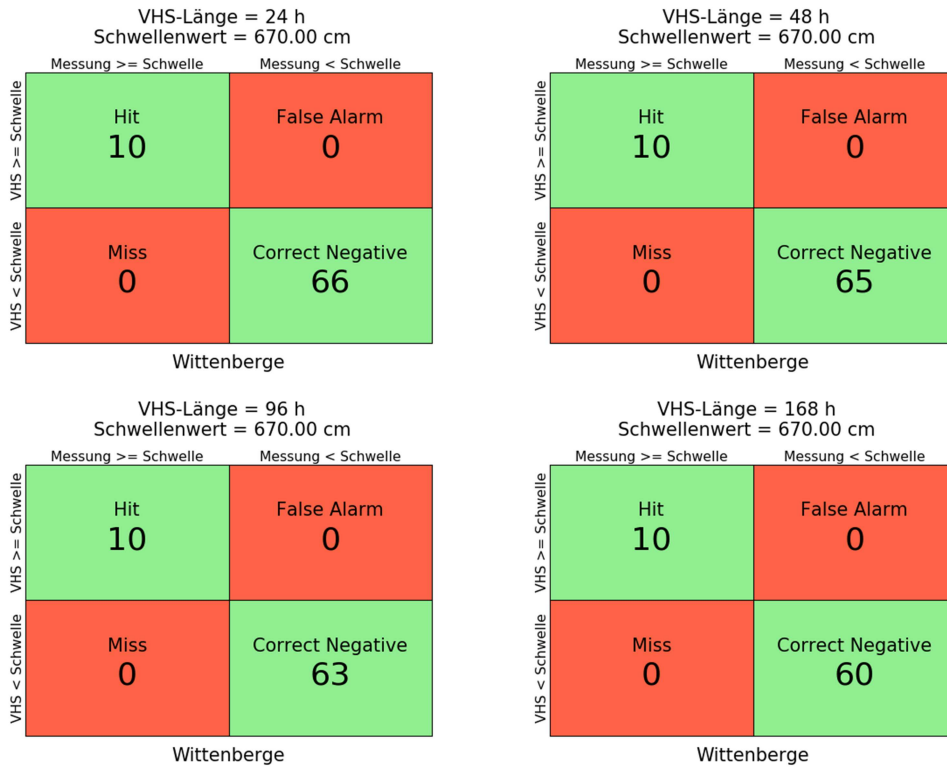 VHS-Länge = 24 h
Schwellenwert = 670.00 cm
Messung >= Schwelle
Messung < Schwelle
VHS >= Schwelle
Hit
10
False Alarm
0
VHS < Schwelle
Miss
0
Correct Negative
66
Wittenberge
VHS-Länge = 48 h
Schwellenwert = 670.00 cm
Messung >= Schwelle
Messung < Schwelle
VHS >= Schwelle
Hit
10
False Alarm
0
VHS < Schwelle
Miss
0
Correct Negative
65
Wittenberge
VHS-Länge = 96 h
Schwellenwert = 670.00 cm
Messung >= Schwelle
Messung < Schwelle
VHS >= Schwelle
Hit
10
False Alarm
0
VHS < Schwelle
Miss
0
Correct Negative
63
Wittenberge
VHS-Länge = 168 h
Schwellenwert = 670.00 cm
Messung >= Schwelle
Messung < Schwelle
VHS >= Schwelle
Hit
10
False Alarm
0
VHS < Schwelle
Miss
0
Correct Negative
60
Wittenberge